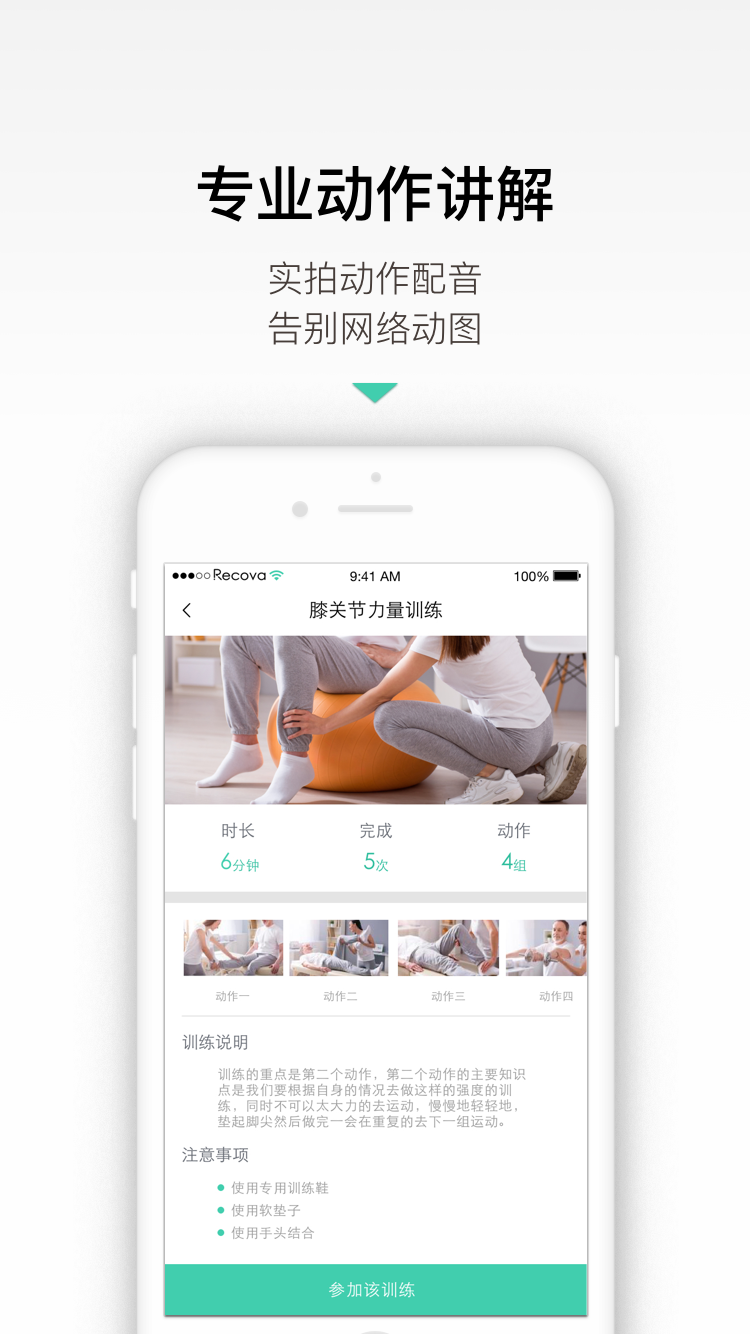 专业动作讲解
实拍动作配音
告别网络动图
Recova 9:41 AM 100%
膝关节力量训练
时长 完成 动作
6分钟 5次 4组
动作一 动作二 动作三 动作四
训练说明
训练的重点是第二个动作，第二个动作的主要知识
点是我们要根据自身的情况去做这样的强度的训
练，同时不可以太大力的去运动，慢慢地轻轻地，
垫起脚尖然后做完一会在重复的去下一组运动。
注意事项
使用专用训练鞋
使用软垫子
使用手头结合
参加该训练